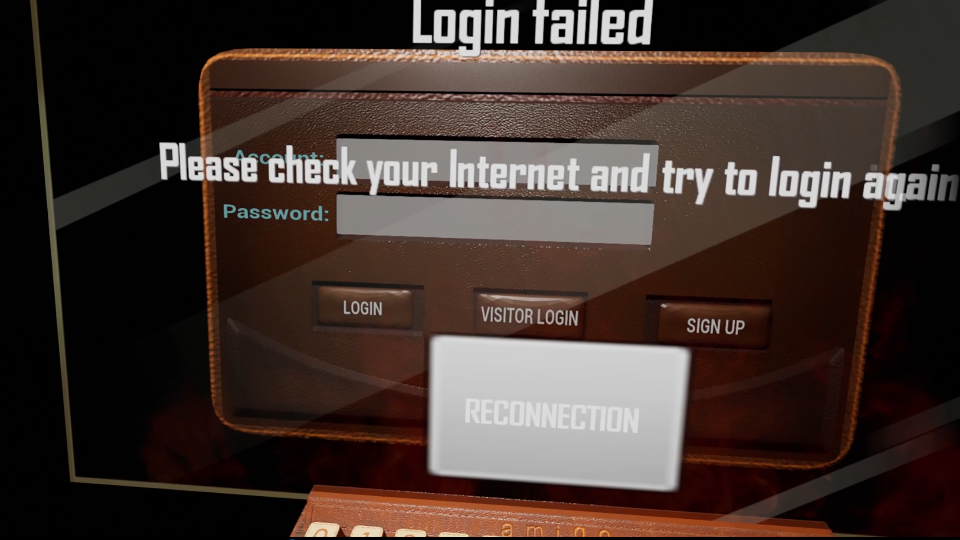 Login failed
Account:
Please check your Internet and try to login again
Password:
LOGIN
VISITOR LOGIN
SIGN UP
RECONNECTION
amigo